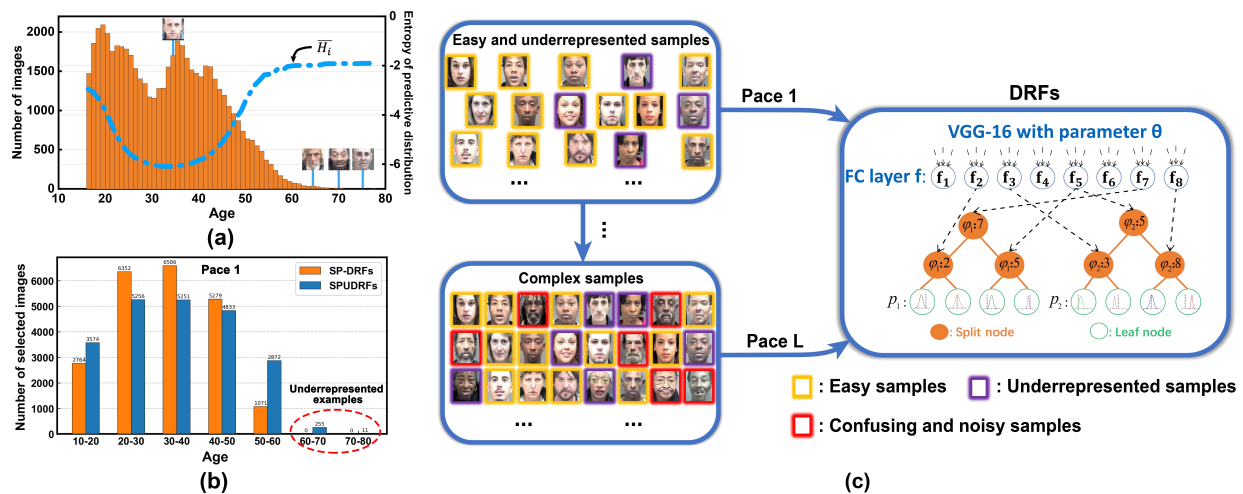 2000
1500
1000
500
0
Number of images
0
-2
-4
-6
Entropy of predictive distribution
H̅i
10 20 30 40 50 60 70 80
Age
(a)
Pace 1
SP-DRFs
SPUDRFs
6000
5000
4000
3000
2000
1000
0
Number of selected images
2764 3574
6352 5256
6586 5251
5279 4833
1071 2872
0 255
0 11
Underrepresented
examples
10-20 20-30 30-40 40-50 50-60 60-70 70-80
Age
(b)
Easy and underrepresented samples
...
...
Pace 1
...
Complex samples
...
...
Pace L
DRFs
VGG-16 with parameter θ
FC layer f: f1 f2 f3 f4 f5 f6 f7 f8
φ1:7 φ2:5
φ1:2 φ1:5 φ2:3 φ2:8
p1: p2:
: Split node : Leaf node
: Easy samples : Underrepresented samples
: Confusing and noisy samples
(c)